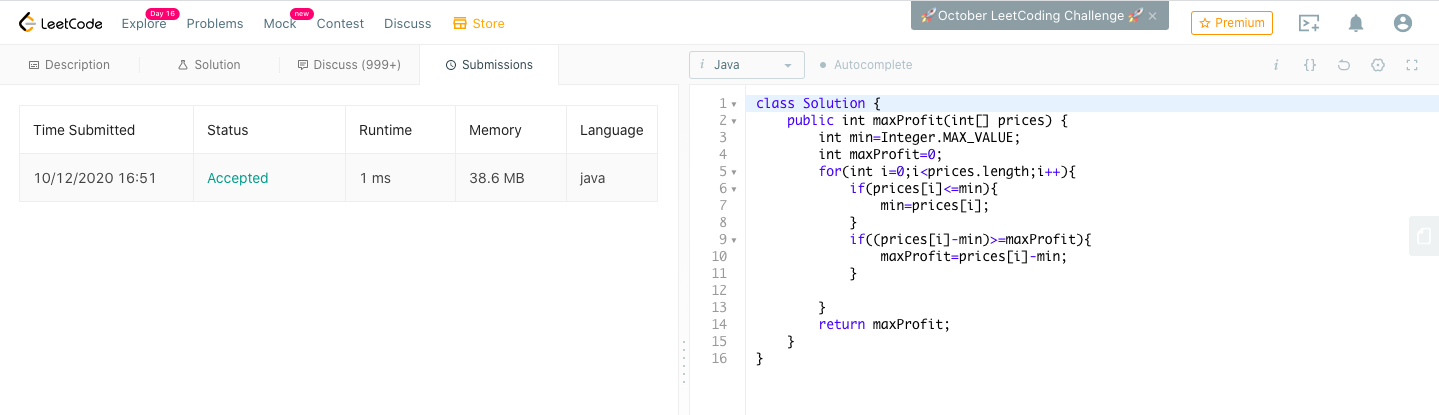 LeetCode Explore Day 16 Problems Mock new Contest Discuss Store 🚀October LeetCoding Challenge 🚀 × Premium
Description Solution Discuss (999+) Submissions
Time Submitted Status Runtime Memory Language
10/12/2020 16:51 Accepted 1 ms 38.6 MB java
i Java Autocomplete i {}
1 class Solution {
2     public int maxProfit(int[] prices) {
3         int min=Integer.MAX_VALUE;
4         int maxProfit=0;
5         for(int i=0;i<prices.length;i++){
6             if(prices[i]<=min){
7                 min=prices[i];
8             }
9             if((prices[i]-min)>=maxProfit){
10                 maxProfit=prices[i]-min;
11             }
12
13         }
14         return maxProfit;
15     }
16 }